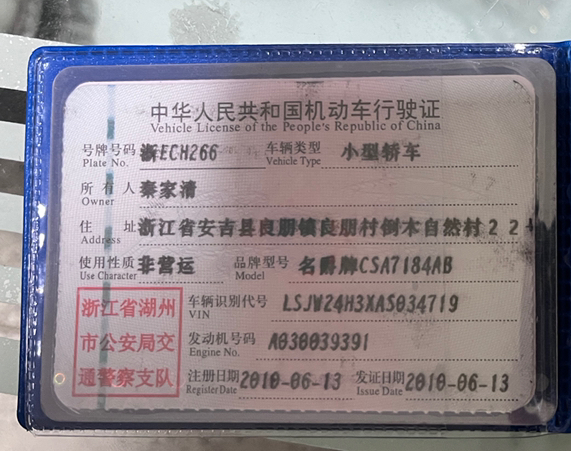 中华人民共和国机动车行驶证
Vehicle License of the People's Republic of China
号牌号码 浙ECH266 车辆类型 小型轿车
Plate No. Vehicle Type
所有人 秦家清
Owner
住址 浙江省安吉县良朋镇良朋村倒木自然村22
Address
使用性质 非营运 品牌型号 名爵牌CSA7184AB
Use Character Model
浙江省湖州
市公安局交
通警察支队
车辆识别代号 LSJW24H3XAS034719
VIN
发动机号码 A030039391
Engine No.
注册日期 2010-06-13 发证日期 2010-06-13
Register Date Issue Date